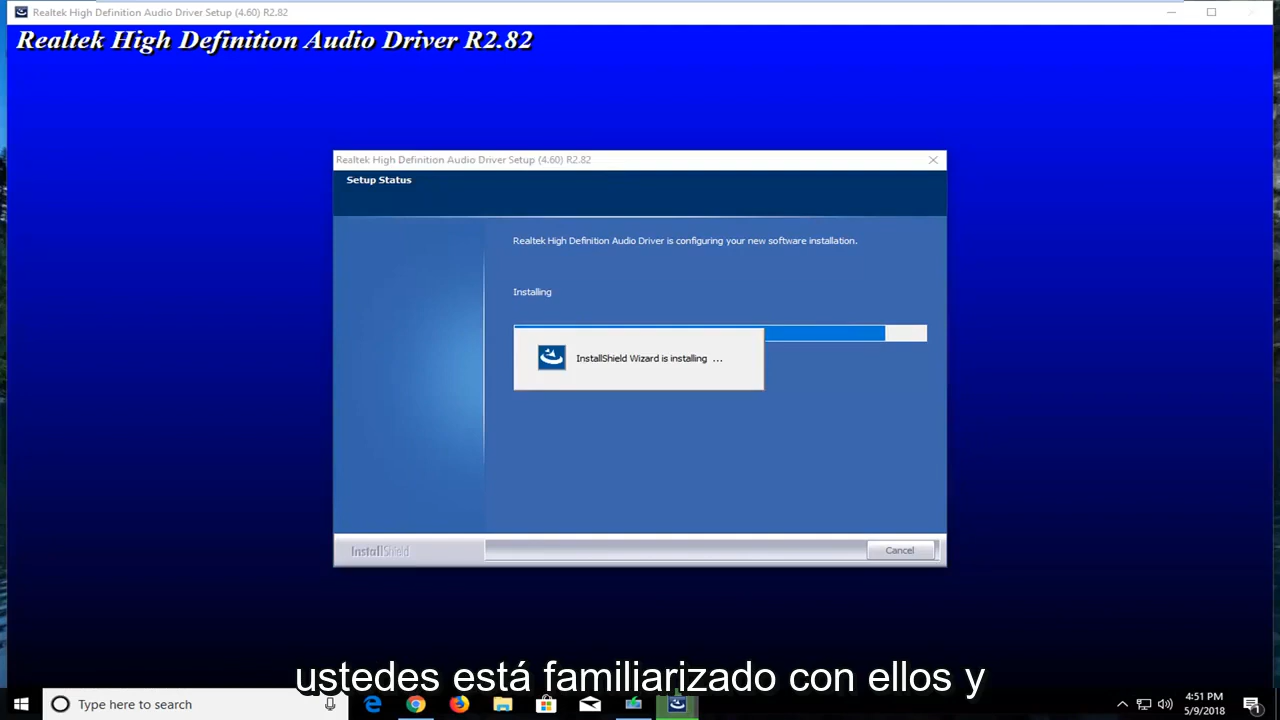 Realtek High Definition Audio Driver Setup (4.60) R2.82
Realtek High Definition Audio Driver R2.82
Realtek High Definition Audio Driver Setup (4.60) R2.82
Setup Status
Realtek High Definition Audio Driver is configuring your new software installation.
Installing
InstallShield Wizard is installing ...
InstallShield
Cancel
ustedes está familiarizado con ellos y
Type here to search
4:51 PM
5/9/2018
1